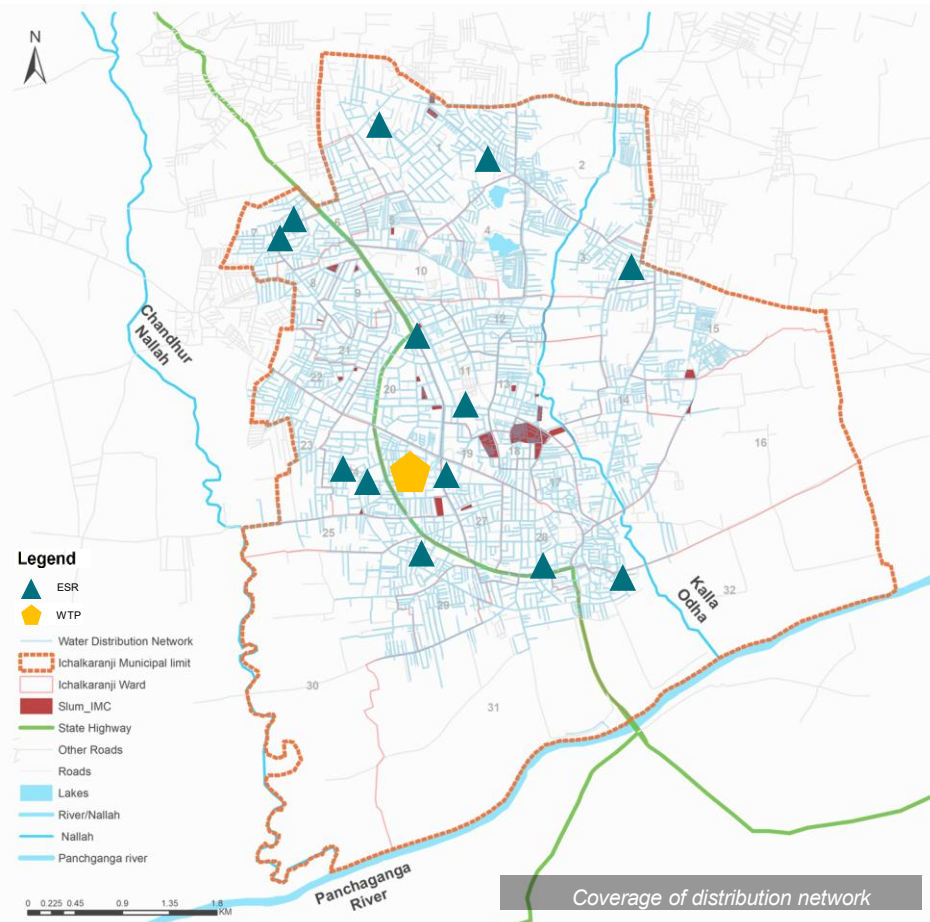 N
1
2
3
4
5
6
7
8
9
10
12
15
21
22
20
11
13
14
16
23
19
18
17
25
27
28
29
32
30
31
Chandhur
Nallah
Kalla
Odha
Panchaganga
River
Legend
ESR
WTP
Water Distribution Network
Ichalkaranji Municipal limit
Ichalkaranji Ward
Slum_IMC
State Highway
Other Roads
Roads
Lakes
River/Nallah
Nallah
Panchganga river
0 0.225 0.45 0.9 1.35 1.8
KM
Coverage of distribution network